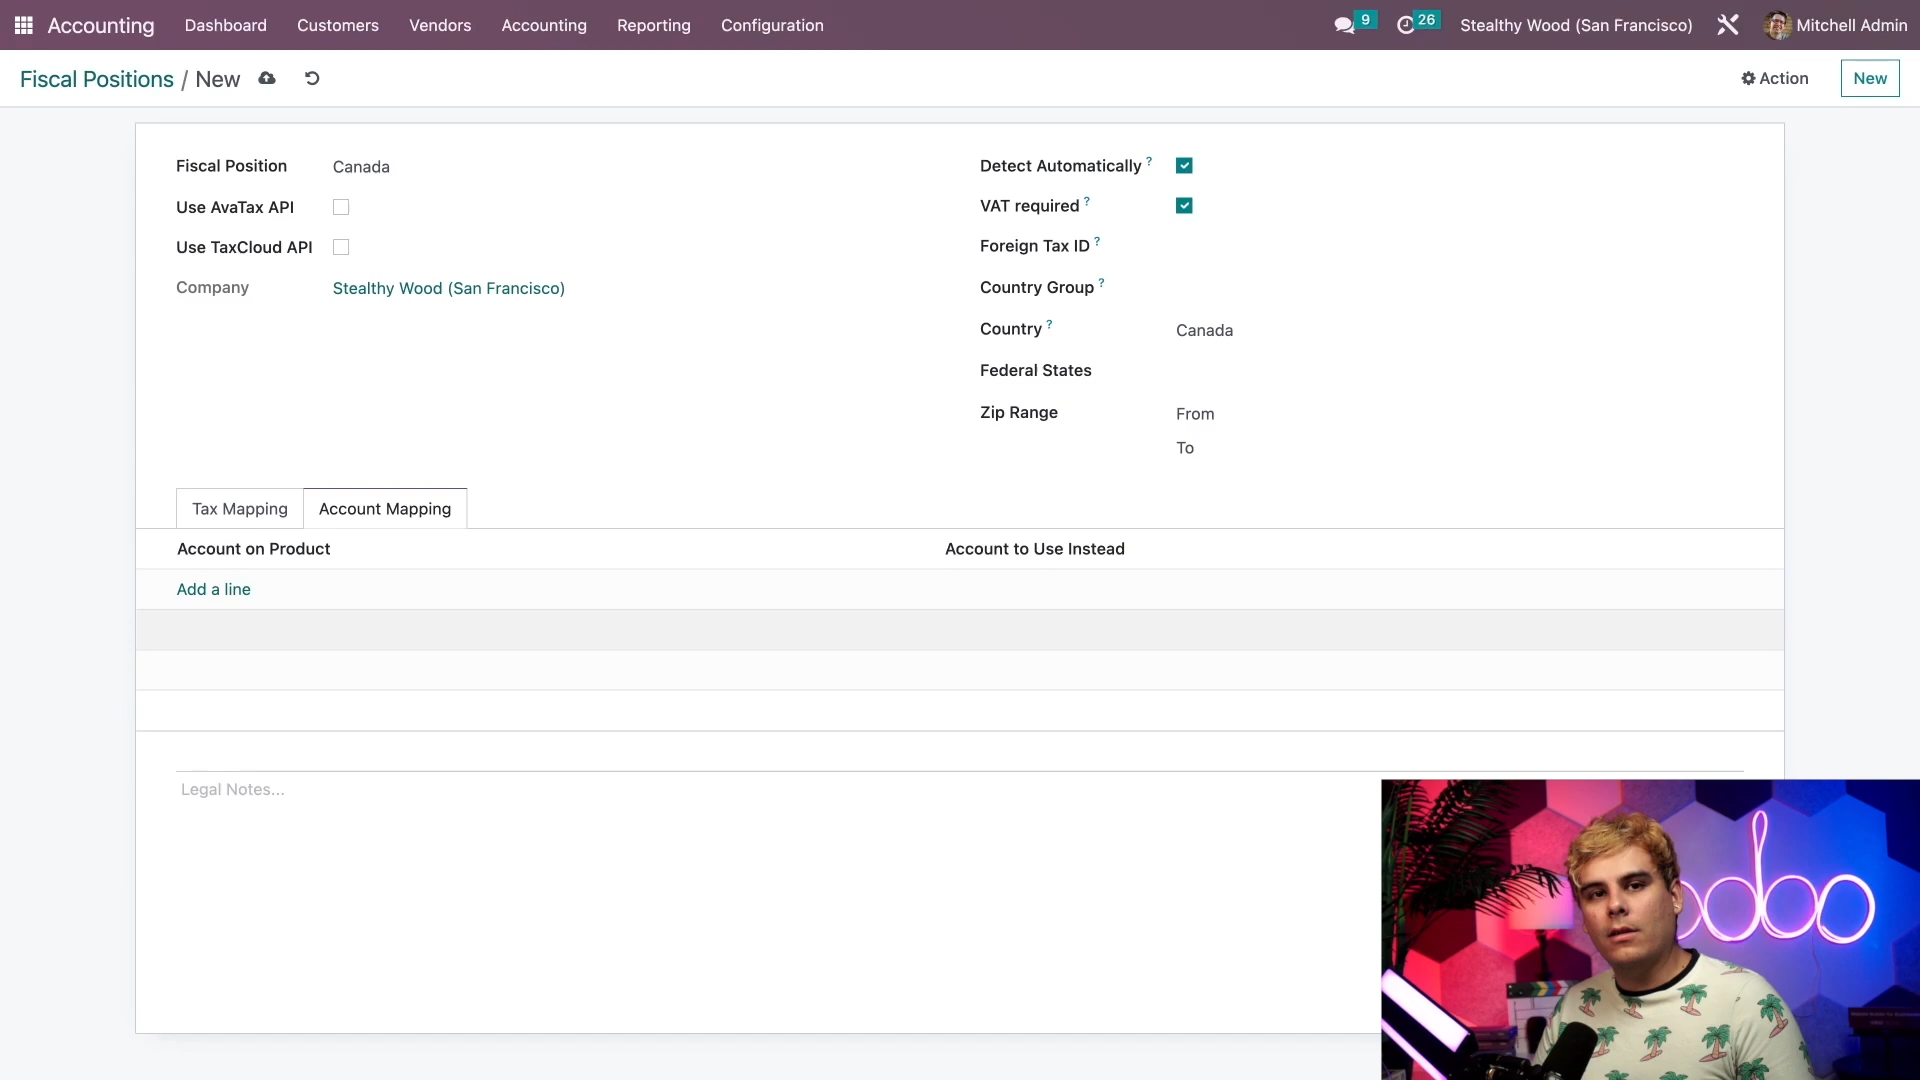 Accounting Dashboard Customers Vendors Accounting Reporting Configuration 9 26 Stealthy Wood (San Francisco) Mitchell Admin
Fiscal Positions / New Action New
Fiscal Position Canada
Use AvaTax API
Use TaxCloud API
Company Stealthy Wood (San Francisco)
Detect Automatically ?
VAT required ?
Foreign Tax ID ?
Country Group ?
Country ? Canada
Federal States
Zip Range From
To
Tax Mapping Account Mapping
Account on Product Account to Use Instead
Add a line
Legal Notes...
odoo